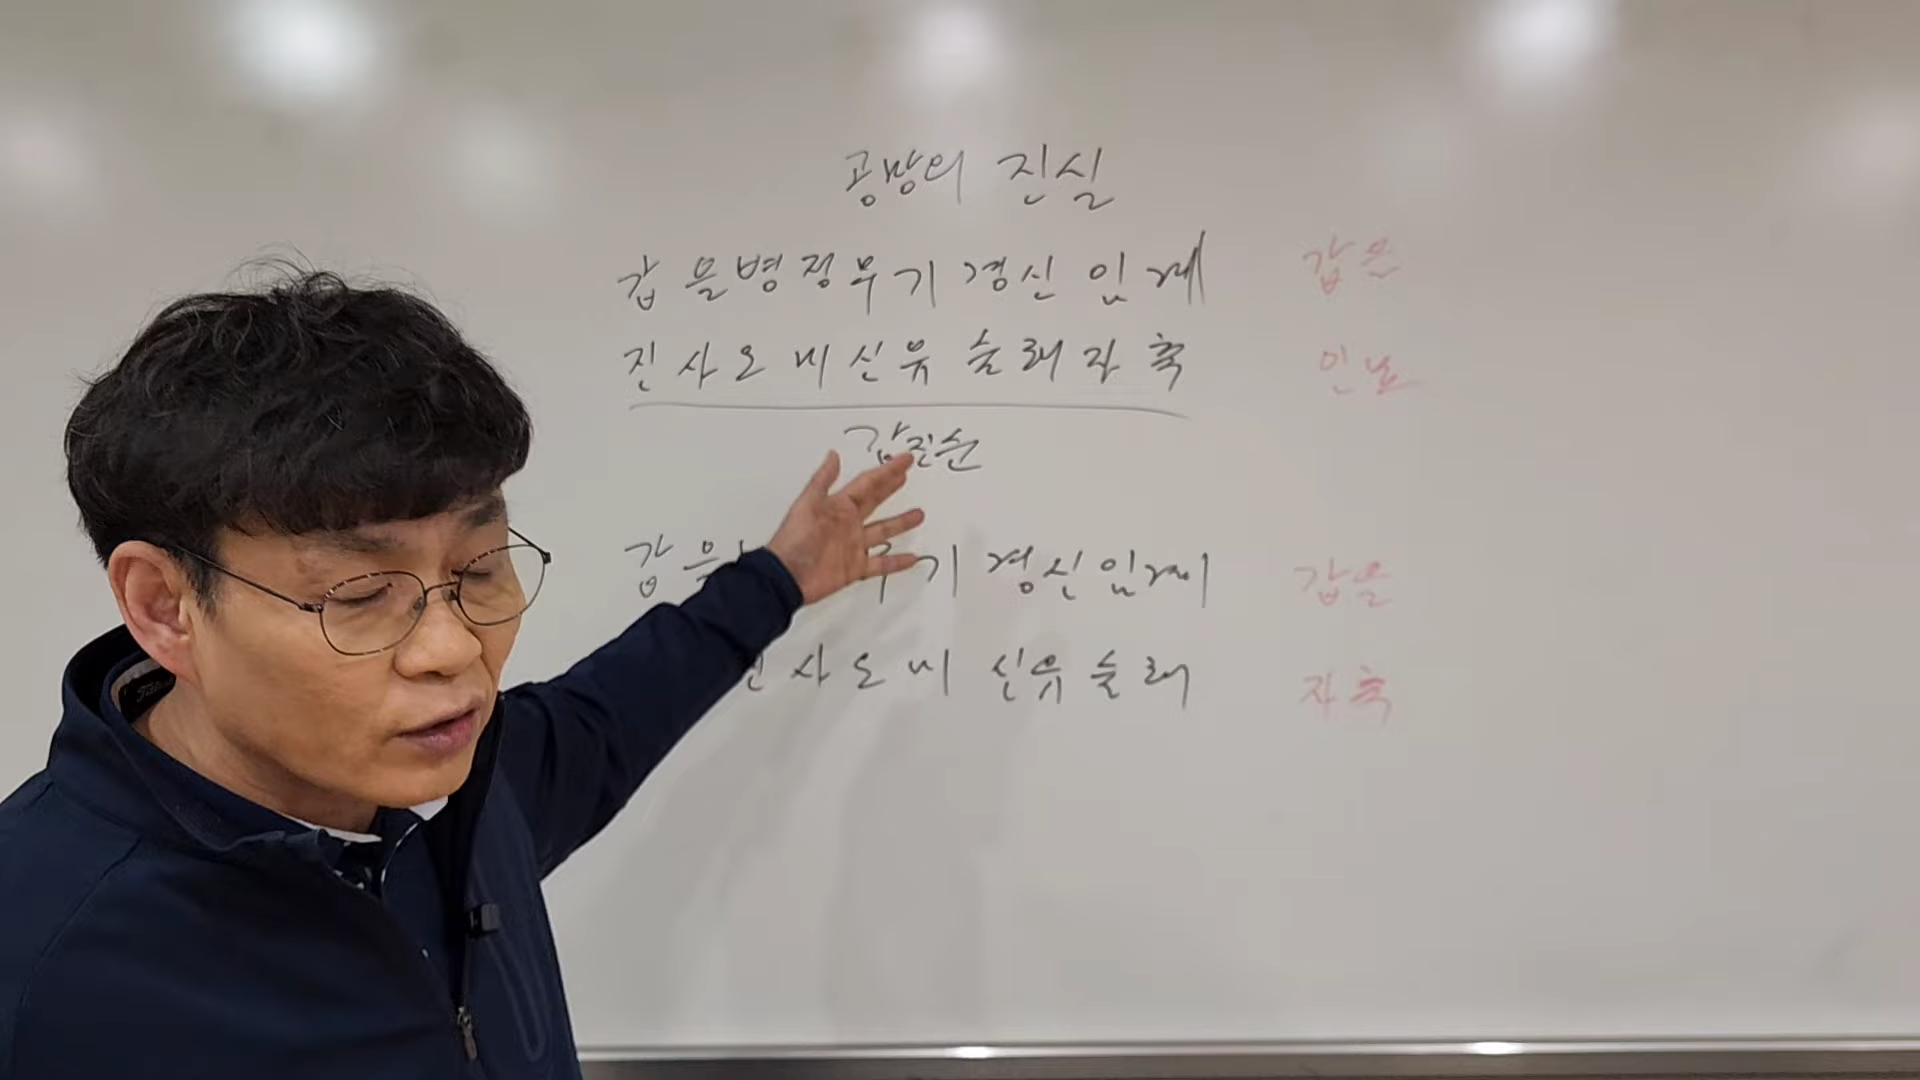 공망의 진실
갑 을 병 정 무 기 경 신 임 계 갑 을
진 사 오 미 신 유 술 해 자 축 인 묘
갑진순
갑 을 기 경 신 임 계 갑 을
사 오 미 신 유 술 해 자 축